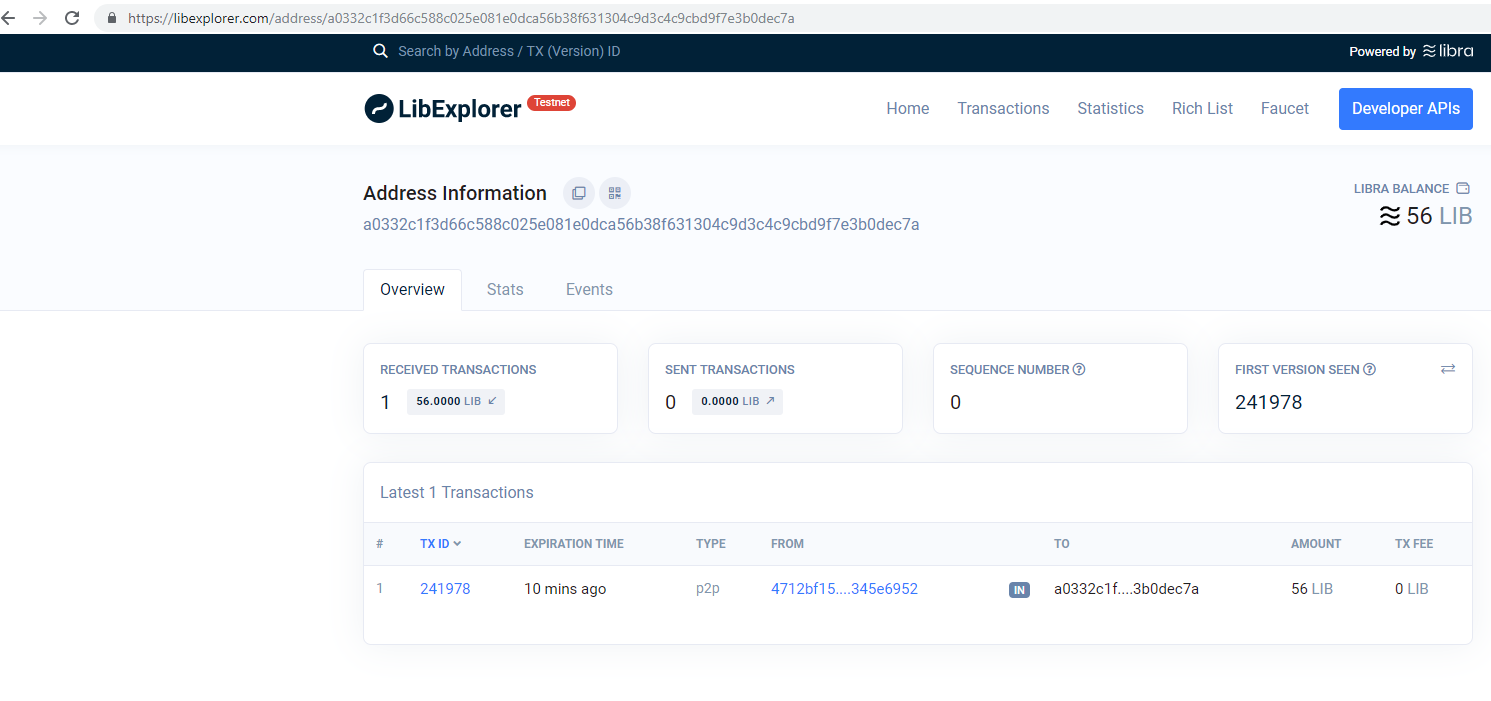 https://libexplorer.com/address/a0332c1f3d66c588c025e081e0dca56b38f631304c9d3c4c9cbd9f7e3b0dec7a
Search by Address / TX (Version) ID
Powered by libra
LibExplorer Testnet
Home Transactions Statistics Rich List Faucet Developer APIs
Address Information
LIBRA BALANCE
a0332c1f3d66c588c025e081e0dca56b38f631304c9d3c4c9cbd9f7e3b0dec7a
56 LIB
Overview Stats Events
RECEIVED TRANSACTIONS
1 56.0000 LIB ↙
SENT TRANSACTIONS
0 0.0000 LIB ↗
SEQUENCE NUMBER ?
0
FIRST VERSION SEEN ?
241978
Latest 1 Transactions
# TX ID EXPIRATION TIME TYPE FROM TO AMOUNT TX FEE
1 241978 10 mins ago p2p 4712bf15....345e6952 IN a0332c1f....3b0dec7a 56 LIB 0 LIB